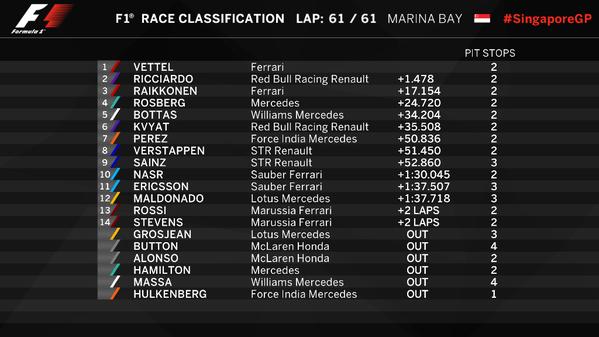 F1 F1® RACE CLASSIFICATION LAP: 61 / 61 MARINA BAY #SingaporeGP
Formula 1
PIT STOPS
1 VETTEL Ferrari 2
2 RICCIARDO Red Bull Racing Renault +1.478 2
3 RAIKKONEN Ferrari +17.154 2
4 ROSBERG Mercedes +24.720 2
5 BOTTAS Williams Mercedes +34.204 2
6 KVYAT Red Bull Racing Renault +35.508 2
7 PEREZ Force India Mercedes +50.836 2
8 VERSTAPPEN STR Renault +51.450 2
9 SAINZ STR Renault +52.860 3
10 NASR Sauber Ferrari +1:30.045 2
11 ERICSSON Sauber Ferrari +1:37.507 3
12 MALDONADO Lotus Mercedes +1:37.718 3
13 ROSSI Marussia Ferrari +2 LAPS 2
14 STEVENS Marussia Ferrari +2 LAPS 2
GROSJEAN Lotus Mercedes OUT 3
BUTTON McLaren Honda OUT 4
ALONSO McLaren Honda OUT 2
HAMILTON Mercedes OUT 2
MASSA Williams Mercedes OUT 4
HULKENBERG Force India Mercedes OUT 1